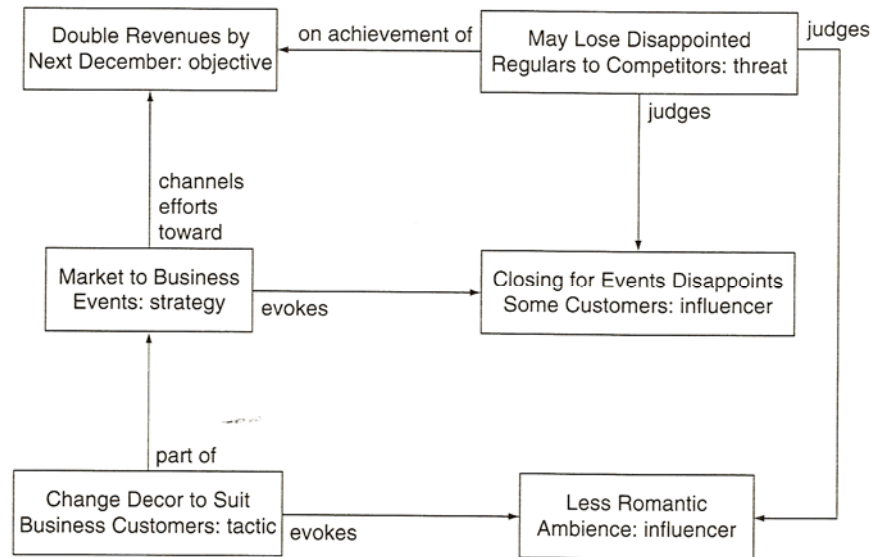 Double Revenues by
Next December: objective
on achievement of
May Lose Disappointed
Regulars to Competitors: threat
judges
judges
channels
efforts
toward
Market to Business
Events: strategy
evokes
Closing for Events Disappoints
Some Customers: influencer
part of
Change Decor to Suit
Business Customers: tactic
evokes
Less Romantic
Ambience: influencer